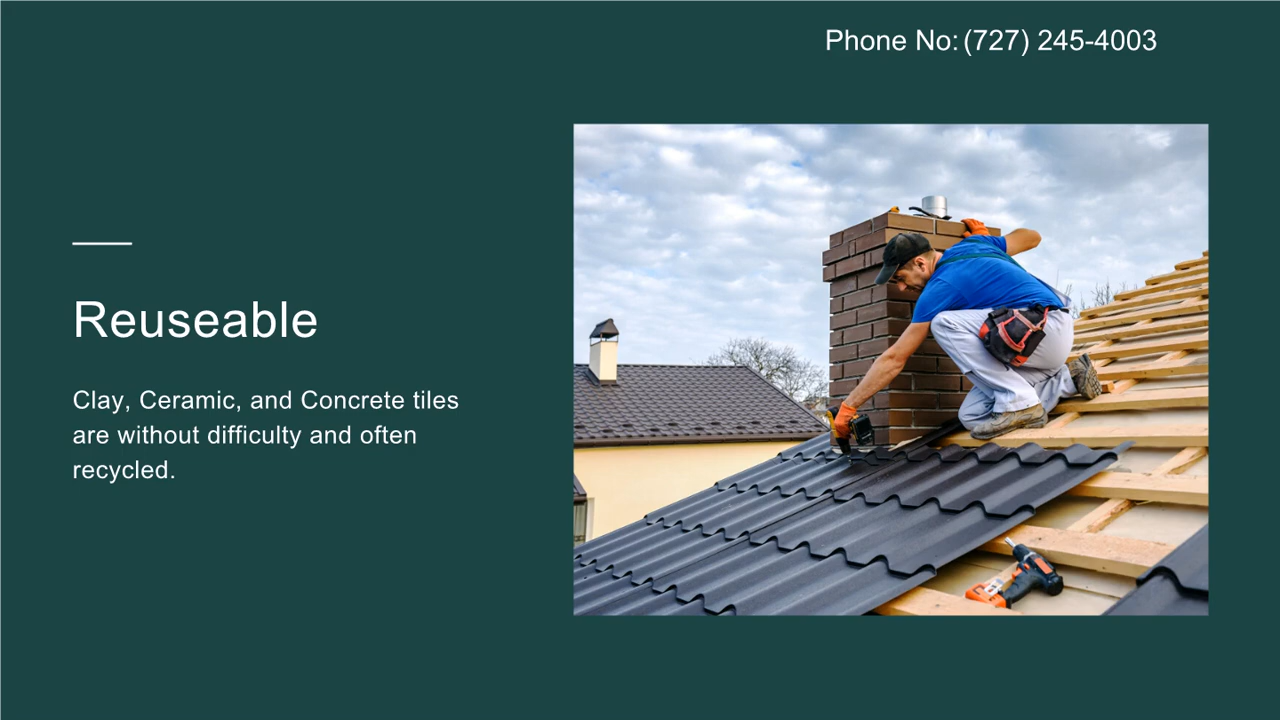 Phone No: (727) 245-4003
Reuseable
Clay, Ceramic, and Concrete tiles
are without difficulty and often
recycled.